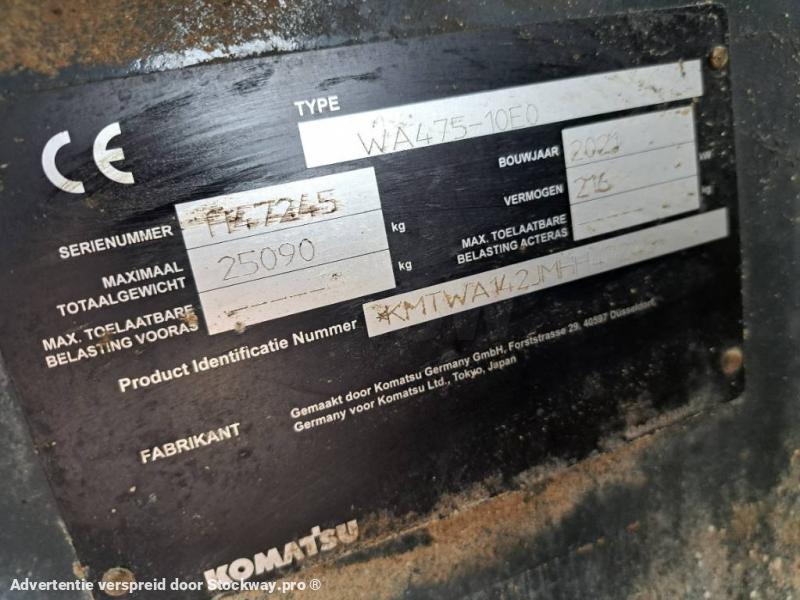 CE
TYPE WA475-10E0
BOUWJAAR
VERMOGEN 216 kW
SERIENUMMER
MAXIMAAL TOTAALGEWICHT 25090 kg
MAX. TOELAATBARE BELASTING VOORAS kg
MAX. TOELAATBARE BELASTING ACTERAS kg
Product Identificatie Nummer
FABRIKANT
Gemaakt door Komatsu Germany GmbH, Forststrasse 29, 40597 Düsseldorf,
Germany voor Komatsu Ltd., Tokyo, Japan
KOMATSU
Advertentie verspreid door Stockway.pro ®